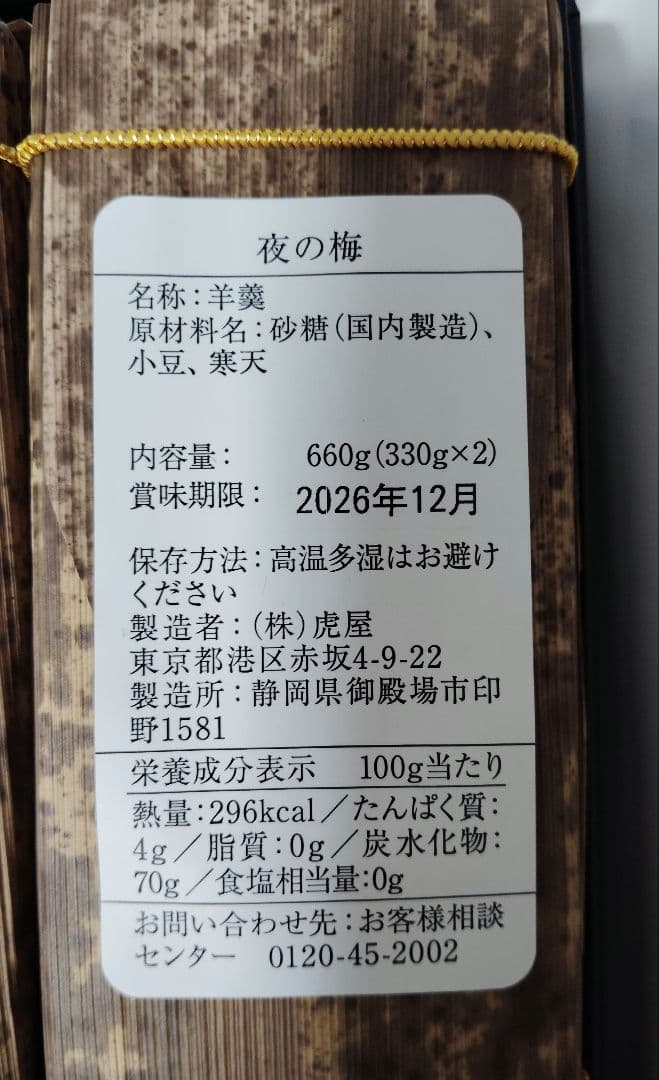 夜の梅
名称：羊羹
原材料名：砂糖（国内製造）、
小豆、寒天
内容量：　660g（330g×2）
賞味期限：　2026年12月
保存方法：高温多湿はお避け
ください
製造者：（株）虎屋
東京都港区赤坂4-9-22
製造所：静岡県御殿場市印
野1581
栄養成分表示　100g当たり
熱量：296kcal／たんぱく質：
4g／脂質：0g／炭水化物：
70g／食塩相当量：0g
お問い合わせ先：お客様相談
センター　0120-45-2002